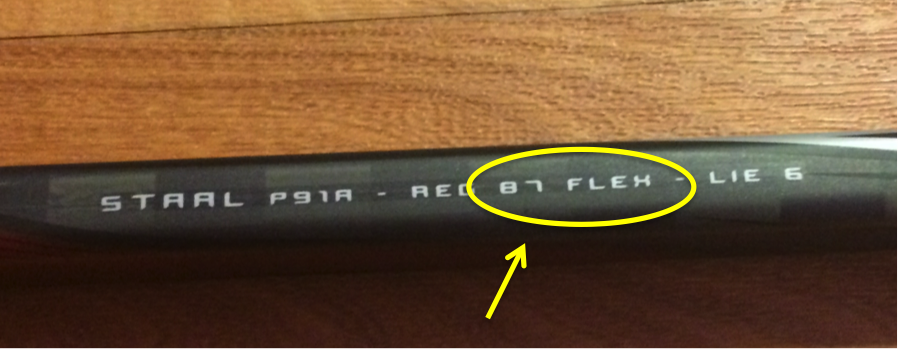 STAAL P91A - REG 87 FLEX - LIE 6